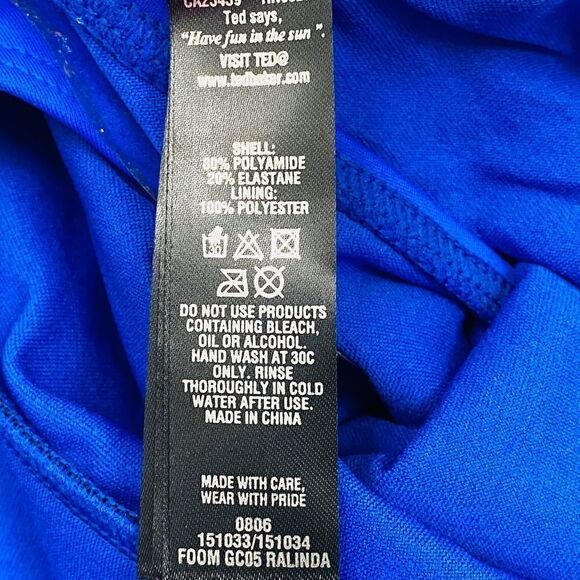 Ted says,
"Have fun in the sun".
VISIT TED@
www.tedbaker.com
SHELL:
80% POLYAMIDE
20% ELASTANE
LINING:
100% POLYESTER
30
DO NOT USE PRODUCTS
CONTAINING BLEACH,
OIL OR ALCOHOL.
HAND WASH AT 30C
ONLY. RINSE
THOROUGHLY IN COLD
WATER AFTER USE.
MADE IN CHINA
MADE WITH CARE,
WEAR WITH PRIDE
0806
151033/151034
FOOM GC05 RALINDA